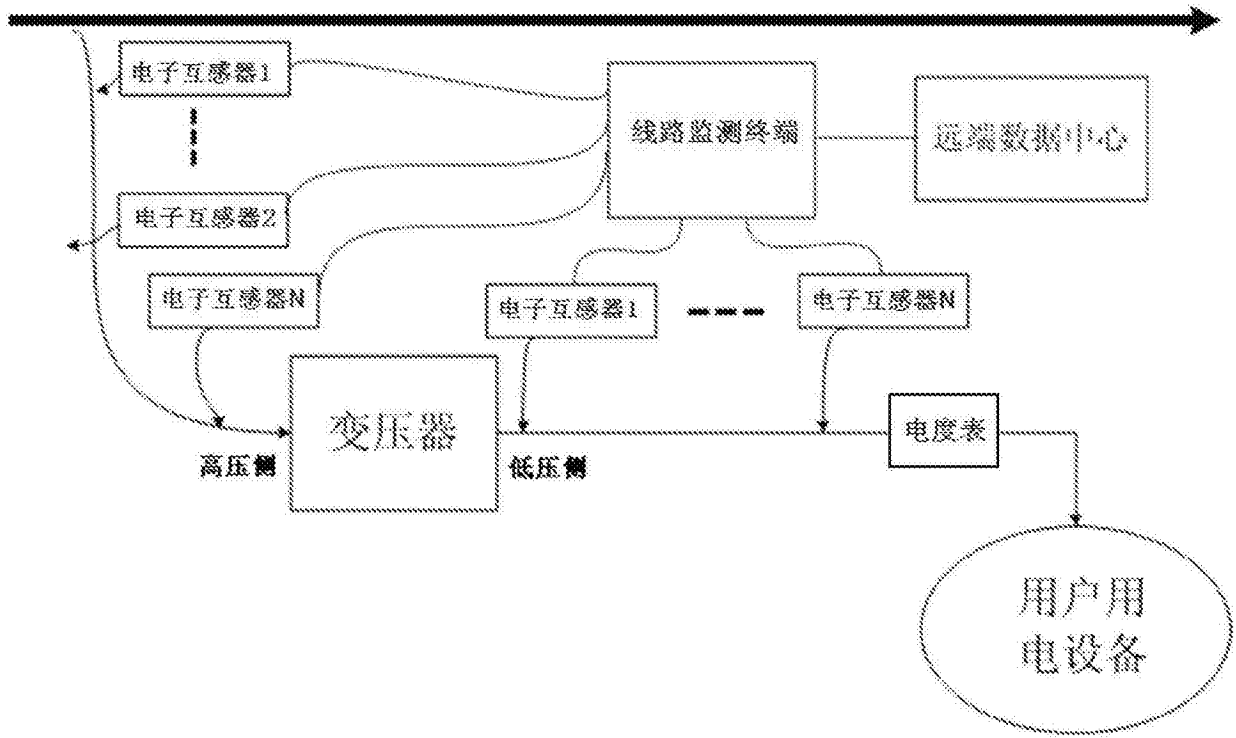 电子互感器1
线路监测终端
远端数据中心
电子互感器2
电子互感器N
电子互感器1
电子互感器N
变压器
电度表
高压侧
低压侧
用户用
电设备